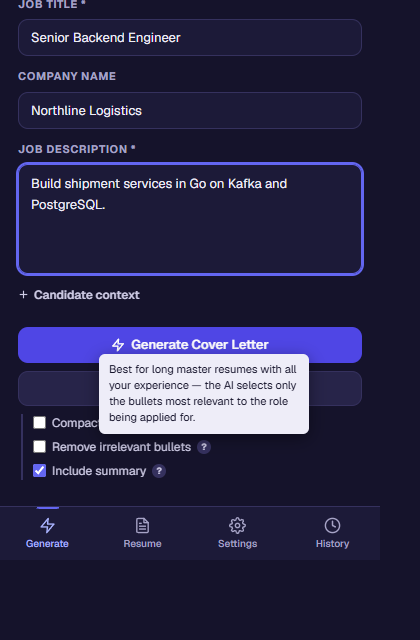 JOB TITLE *
Senior Backend Engineer
COMPANY NAME
Northline Logistics
JOB DESCRIPTION *
Build shipment services in Go on Kafka and
PostgreSQL.
+ Candidate context
Generate Cover Letter
Best for long master resumes with all
your experience — the AI selects only
the bullets most relevant to the role
being applied for.
Remove irrelevant bullets ?
Include summary ?
Generate
Resume
Settings
History